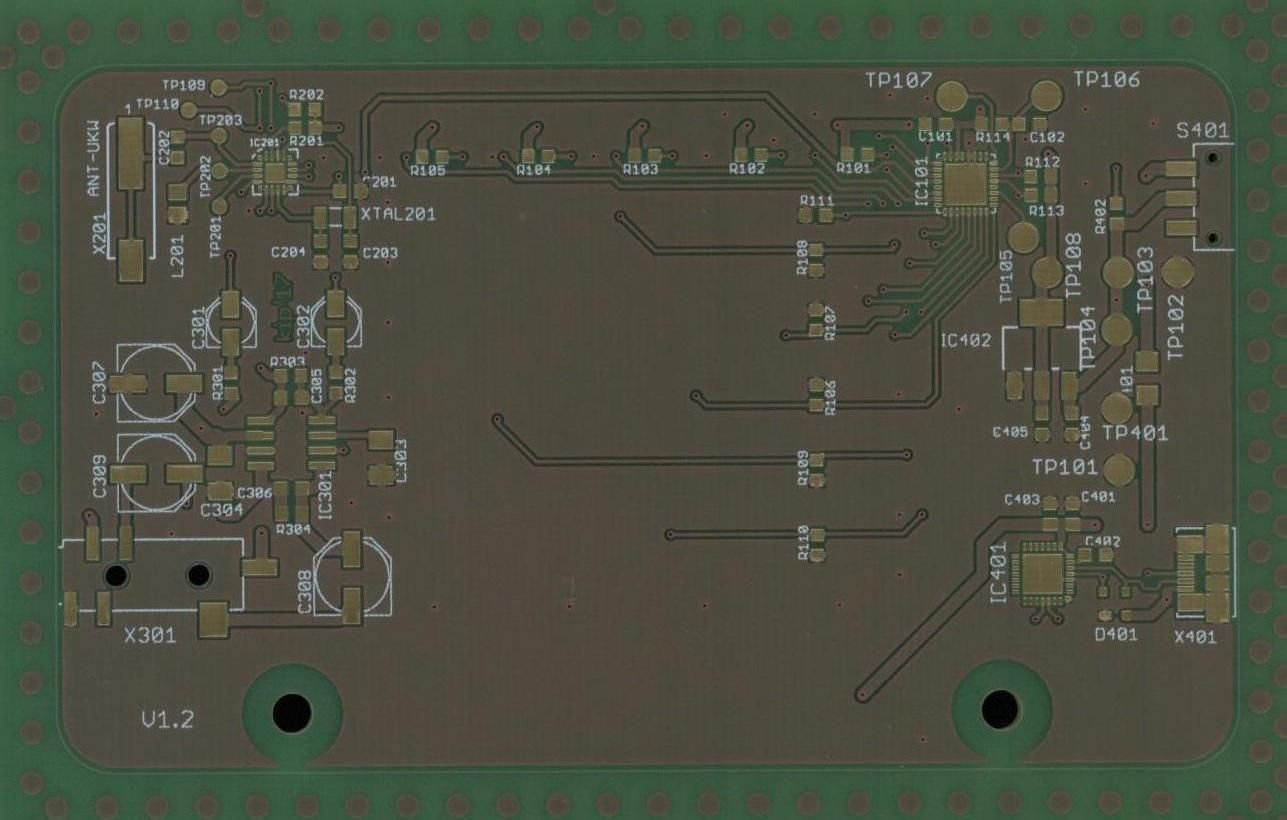 TP109
TP110
R202
TP107
TP106
ANT-UKW
C202
TP203
IC201
R201
C101
R114
C102
S401
R105
R104
R103
R102
R101
IC101
R112
R113
R402
TP202
TP201
X201
L201
XTAL201
R111
C204
C203
R108
TP105
TP108
TP103
TP102
C301
C302
R107
IC402
TP104
C307
R301
R303
C305
R302
R106
C405
C404
TP401
C309
C304
C306
IC301
R304
R109
TP101
C403
C401
R110
C402
IC401
C308
X301
D401
X401
V1.2